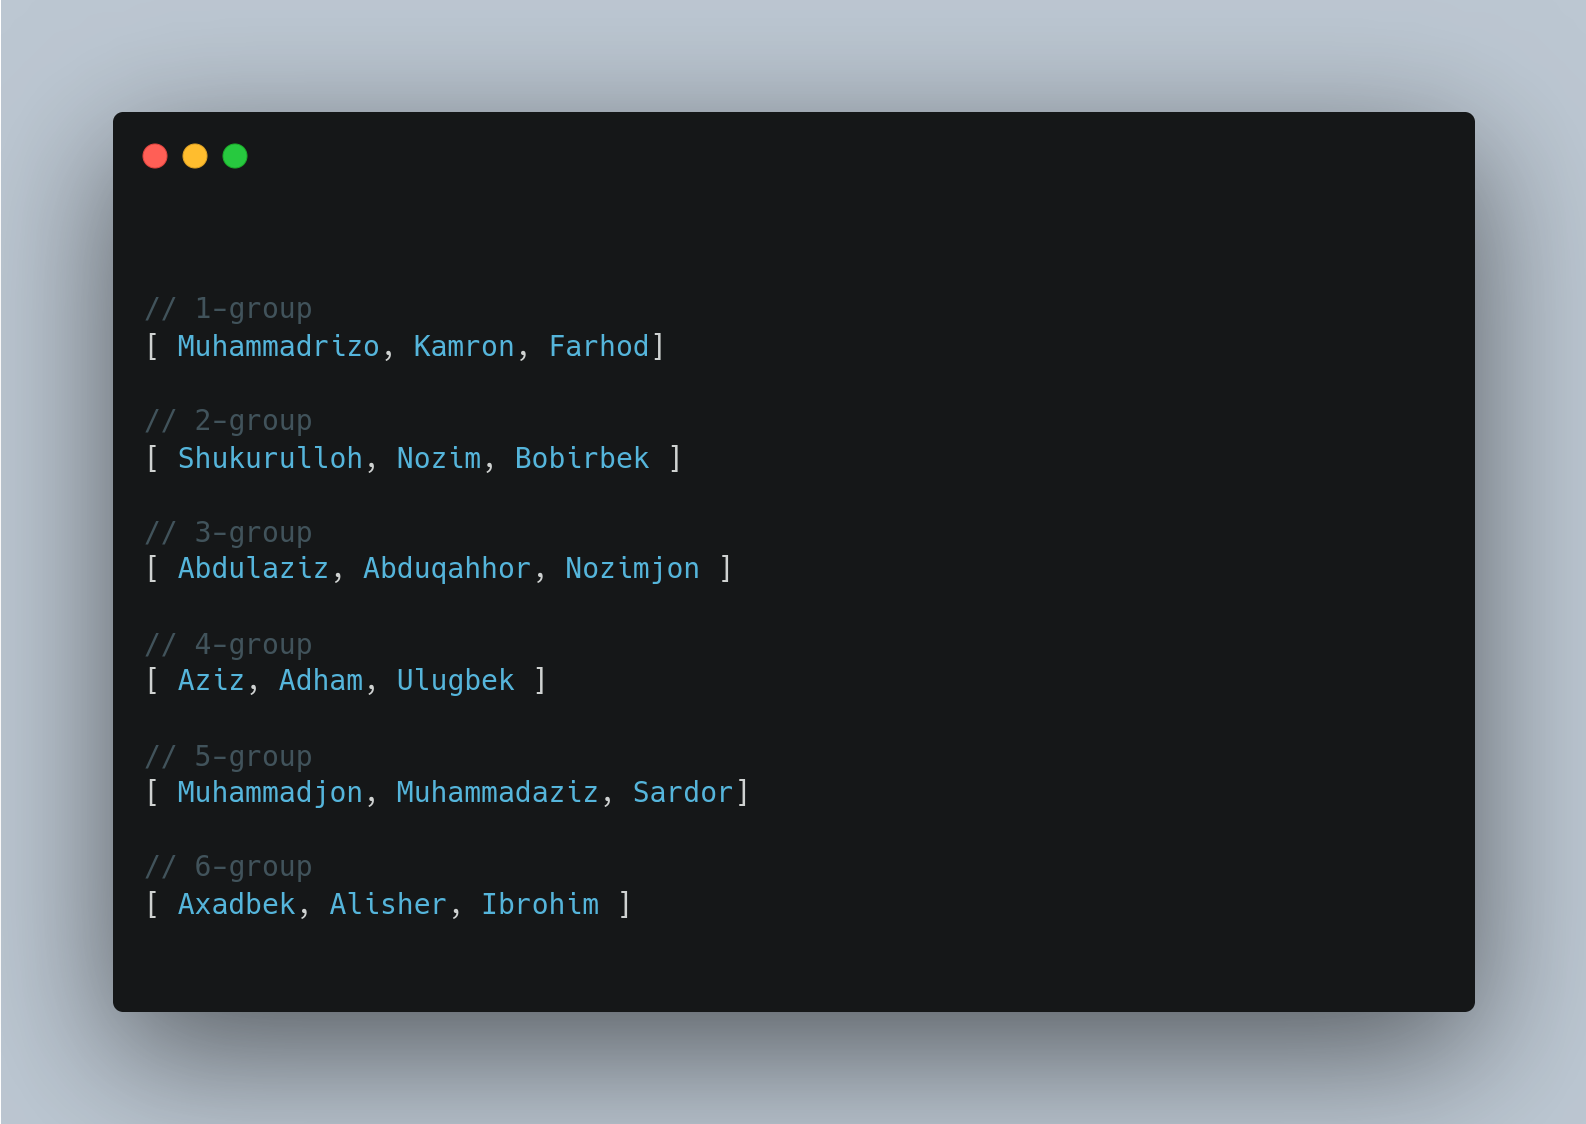 // 1-group
[ Muhammadrizo, Kamron, Farhod]
// 2-group
[ Shukurulloh, Nozim, Bobirbek ]
// 3-group
[ Abdulaziz, Abduqahhor, Nozimjon ]
// 4-group
[ Aziz, Adham, Ulugbek ]
// 5-group
[ Muhammadjon, Muhammadaziz, Sardor]
// 6-group
[ Axadbek, Alisher, Ibrohim ]